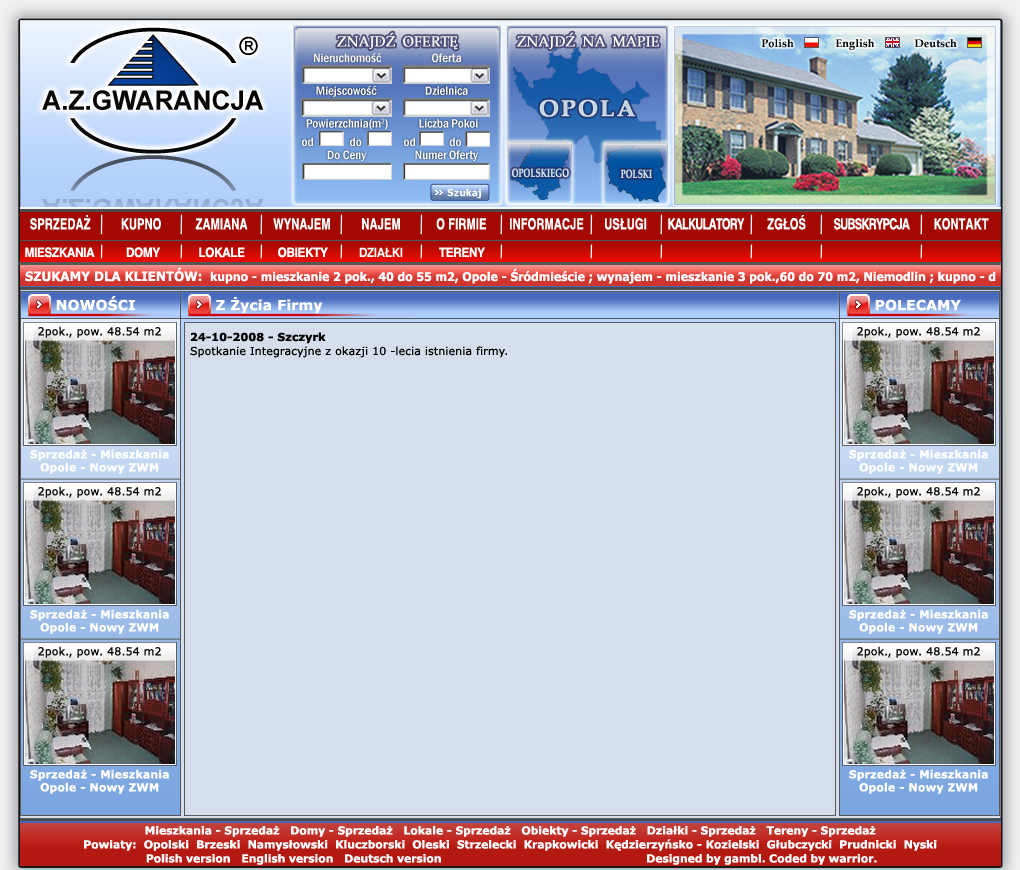 A.Z.GWARANCJA ®
ZNAJDŹ OFERTĘ
Nieruchomość Oferta
Miejscowość Dzielnica
Powierzchnia(m²) Liczba Pokoi
od do od do
Do Ceny Numer Oferty
Szukaj
ZNAJDŹ NA MAPIE
OPOLA
OPOLSKIEGO POLSKI
Polish English Deutsch
SPRZEDAŻ KUPNO ZAMIANA WYNAJEM NAJEM O FIRMIE INFORMACJE USŁUGI KALKULATORY ZGŁOŚ SUBSKRYPCJA KONTAKT
MIESZKANIA DOMY LOKALE OBIEKTY DZIAŁKI TERENY
SZUKAMY DLA KLIENTÓW: kupno - mieszkanie 2 pok., 40 do 55 m2, Opole - Śródmieście ; wynajem - mieszkanie 3 pok.,60 do 70 m2, Niemodlin ; kupno - d
NOWOŚCI
2pok., pow. 48.54 m2
Sprzedaż - Mieszkania
Opole - Nowy ZWM
2pok., pow. 48.54 m2
Sprzedaż - Mieszkania
Opole - Nowy ZWM
2pok., pow. 48.54 m2
Sprzedaż - Mieszkania
Opole - Nowy ZWM
Z Życia Firmy
24-10-2008 - Szczyrk
Spotkanie Integracyjne z okazji 10 -lecia istnienia firmy.
POLECAMY
2pok., pow. 48.54 m2
Sprzedaż - Mieszkania
Opole - Nowy ZWM
2pok., pow. 48.54 m2
Sprzedaż - Mieszkania
Opole - Nowy ZWM
2pok., pow. 48.54 m2
Sprzedaż - Mieszkania
Opole - Nowy ZWM
Mieszkania - Sprzedaż Domy - Sprzedaż Lokale - Sprzedaż Obiekty - Sprzedaż Działki - Sprzedaż Tereny - Sprzedaż
Powiaty: Opolski Brzeski Namysłowski Kluczborski Oleski Strzelecki Krapkowicki Kędzierzyńsko - Kozielski Głubczycki Prudnicki Nyski
Polish version English version Deutsch version Designed by gambl. Coded by warrior.